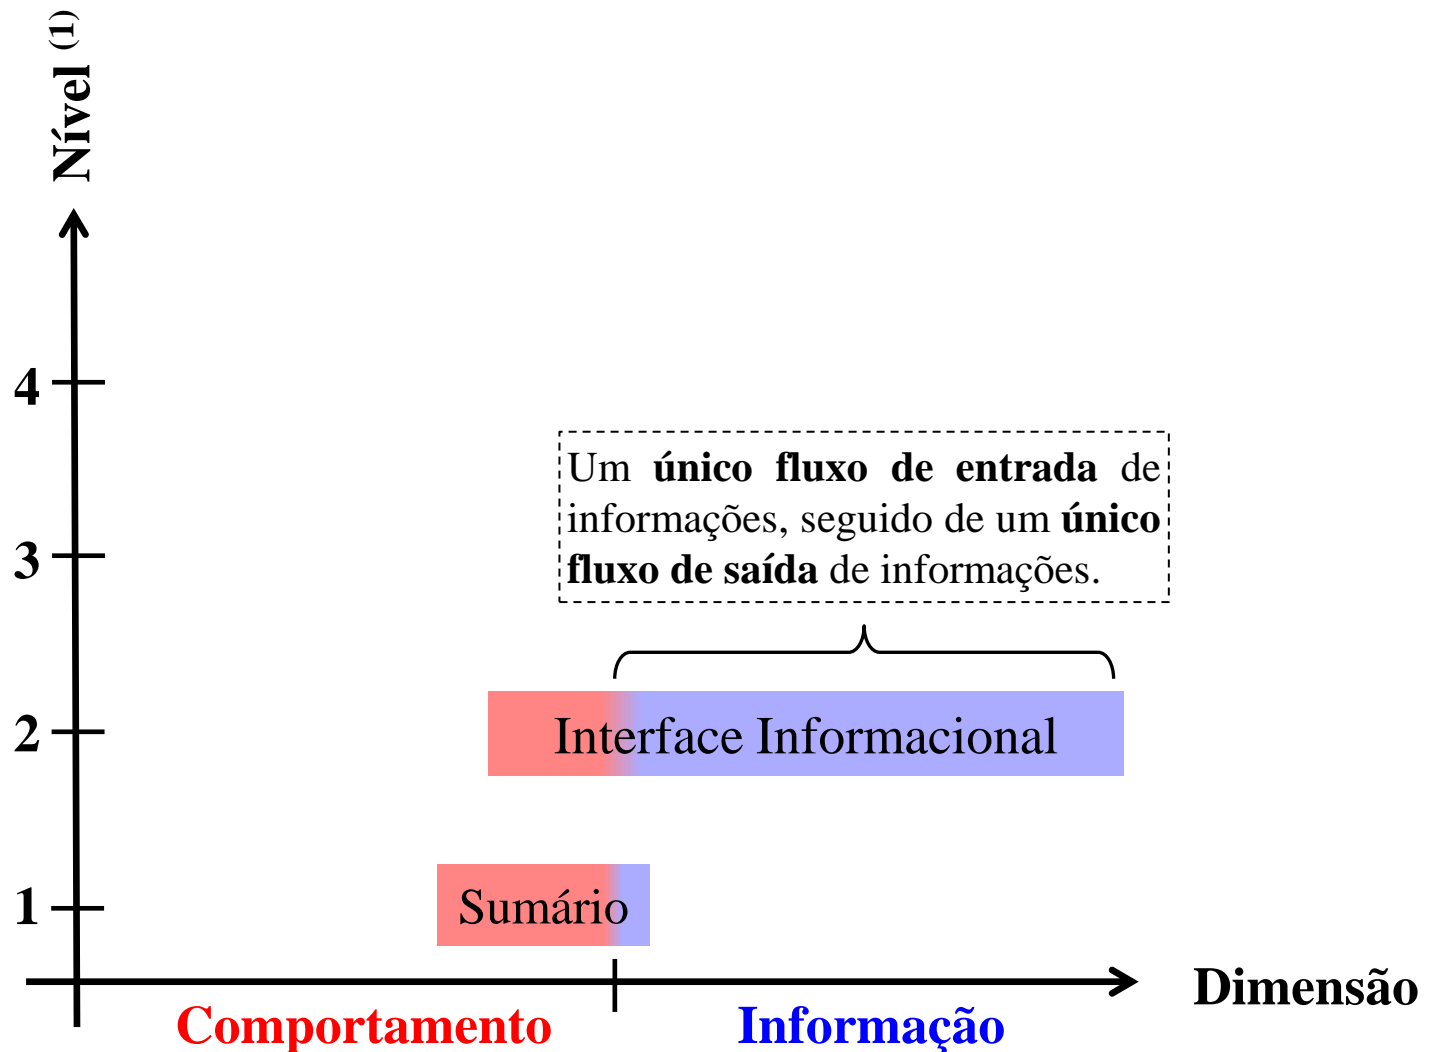 Nível (1)
4
Um único fluxo de entrada de
informações, seguido de um único
fluxo de saída de informações.
3
2
Interface Informacional
1
Sumário
Dimensão
Comportamento
Informação